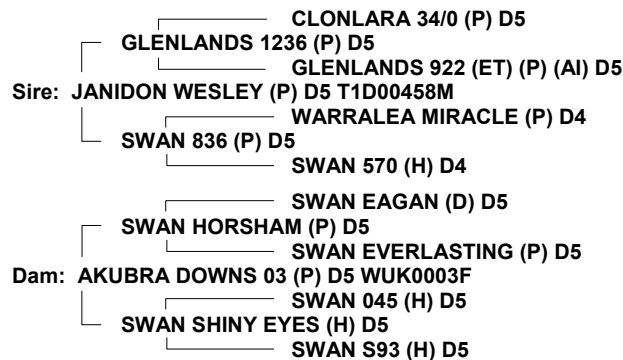 CLONLARA 34/0 (P) D5
GLENLANDS 1236 (P) D5
GLENLANDS 922 (ET) (P) (AI) D5
Sire: JANIDON WESLEY (P) D5 T1D00458M
WARRALEA MIRACLE (P) D4
SWAN 836 (P) D5
SWAN 570 (H) D4
SWAN EAGAN (D) D5
SWAN HORSHAM (P) D5
SWAN EVERLASTING (P) D5
Dam: AKUBRA DOWNS 03 (P) D5 WUK0003F
SWAN 045 (H) D5
SWAN SHINY EYES (H) D5
SWAN S93 (H) D5